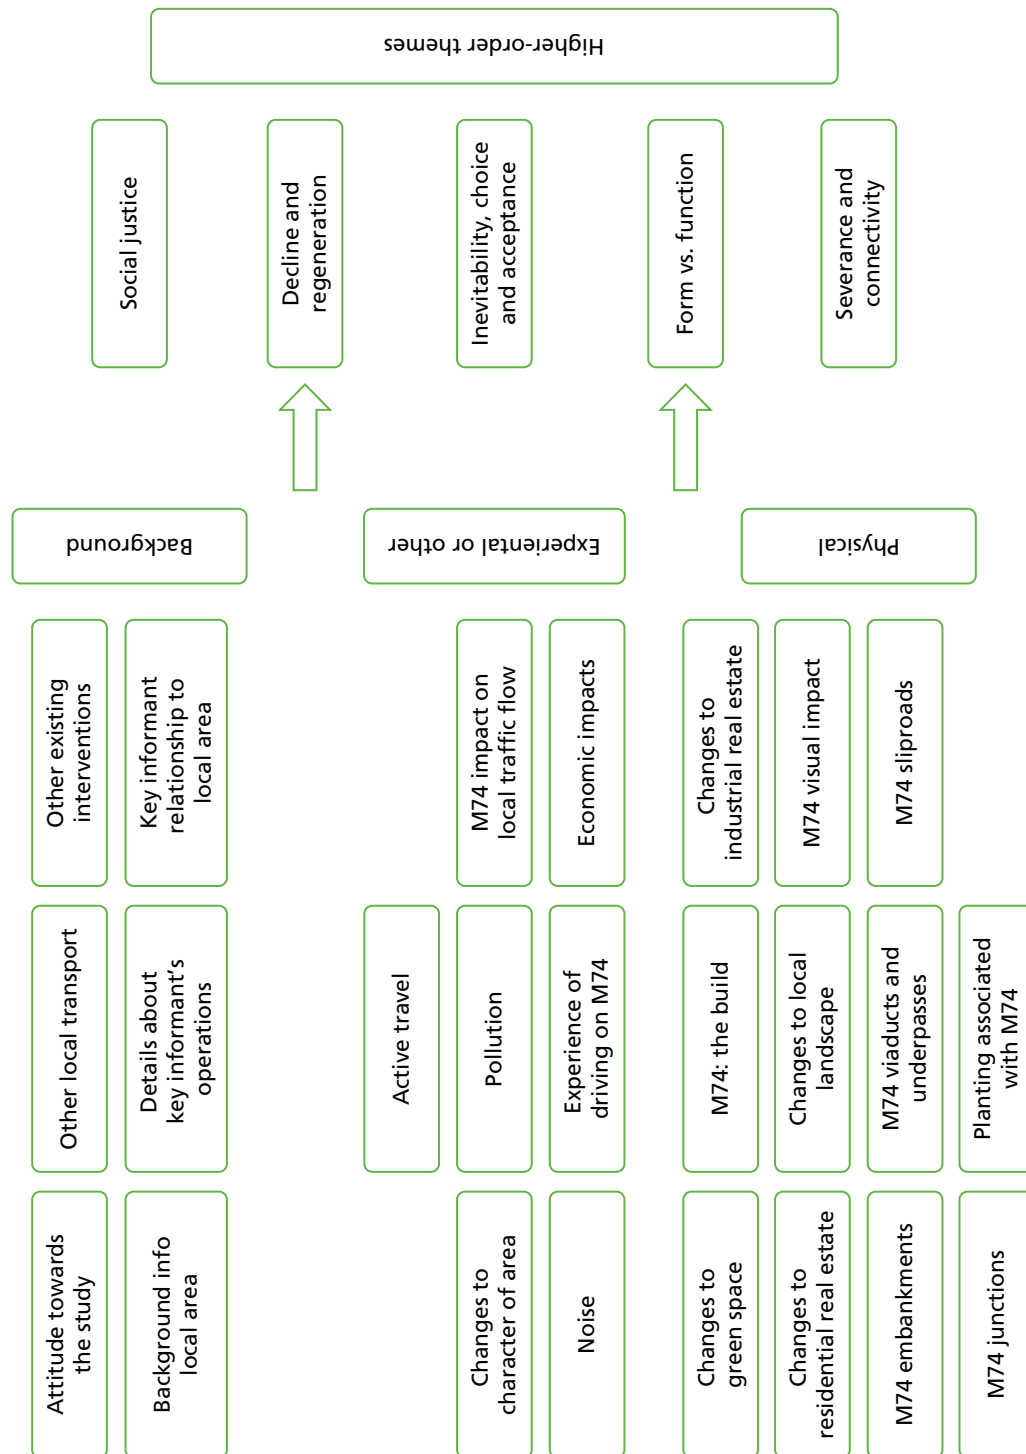 Attitude towards
the study
Other local transport
Other existing
interventions
Background info
local area
Details about
key informant's
operations
Key informant
relationship to
local area
Background
Active travel
Changes to
character of area
Pollution
M74 impact on
local traffic flow
Noise
Experience of
driving on M74
Economic impacts
Experiential or other
Changes to
green space
M74: the build
Changes to
industrial real estate
Changes to
residential real estate
Changes to local
landscape
M74 visual impact
M74 embankments
M74 viaducts and
underpasses
M74 sliproads
M74 junctions
Planting associated
with M74
Physical
Social justice
Decline and
regeneration
Inevitability, choice
and acceptance
Form vs. function
Severance and
connectivity
Higher-order themes